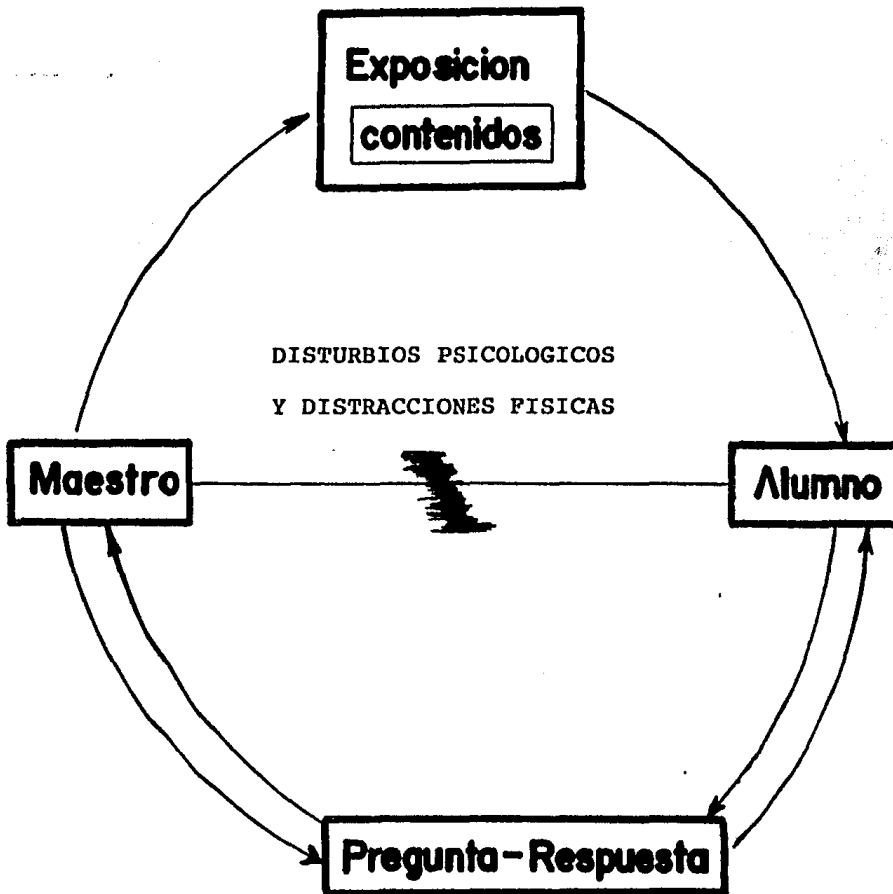 Exposicion
contenidos
DISTURBIOS PSICOLOGICOS
Y DISTRACCIONES FISICAS
Maestro
Alumno
Pregunta-Respuesta